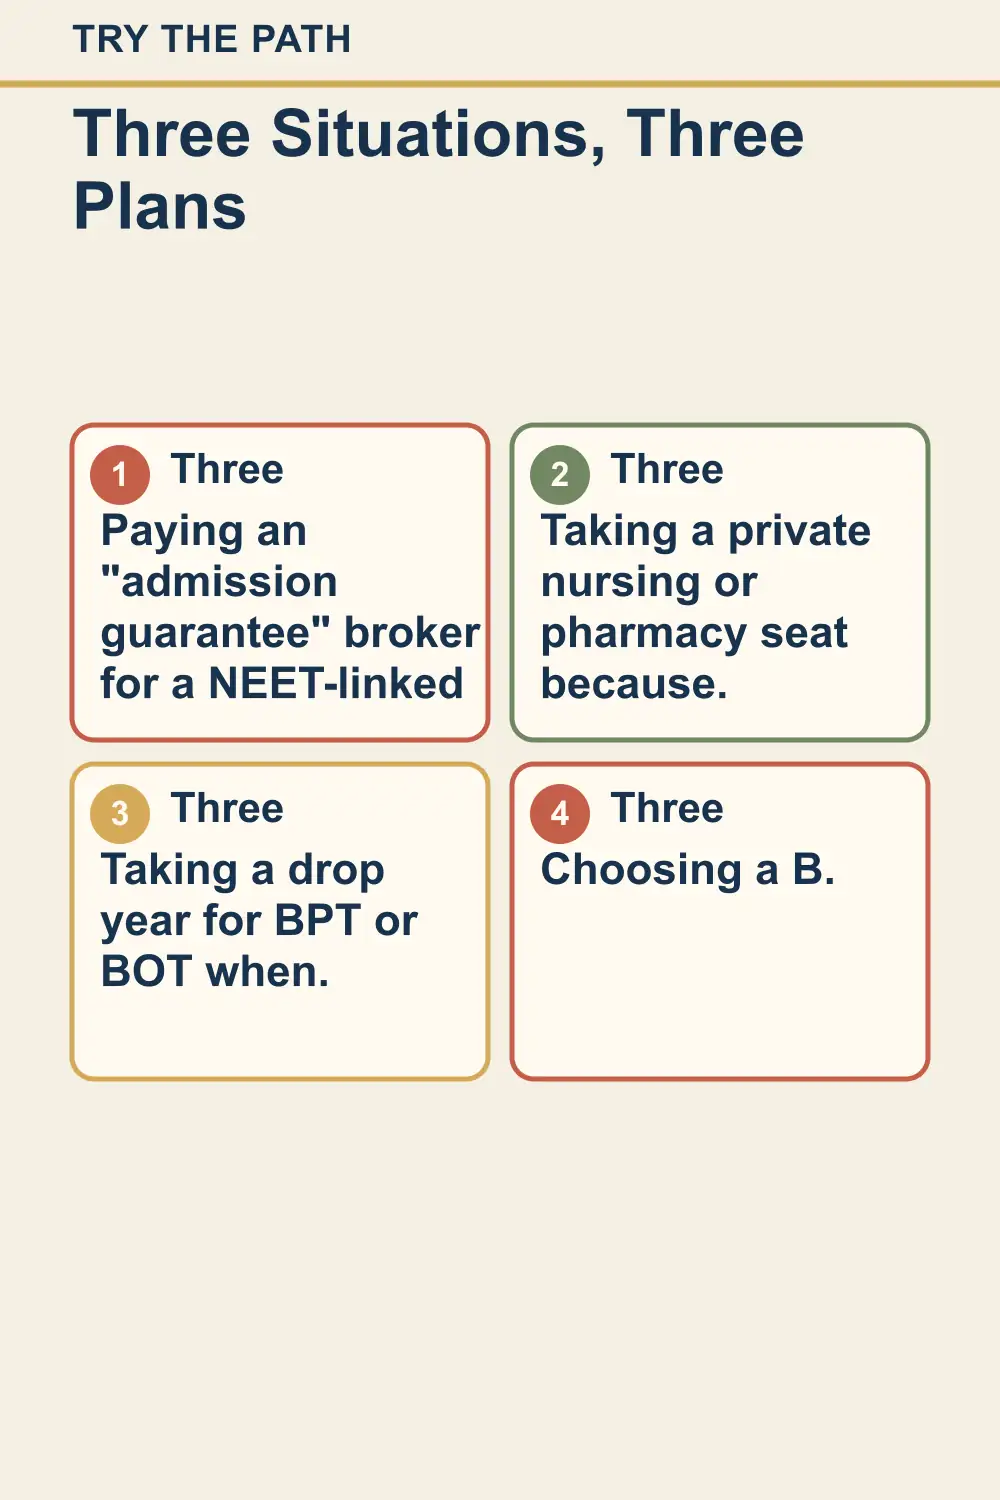 TRY THE PATH
Three Situations, Three
Plans
1 Three
Paying an
"admission
guarantee" broker
for a NEET-linked
2 Three
Taking a private
nursing or
pharmacy seat
because.
3 Three
Taking a drop
year for BPT or
BOT when.
4 Three
Choosing a B.